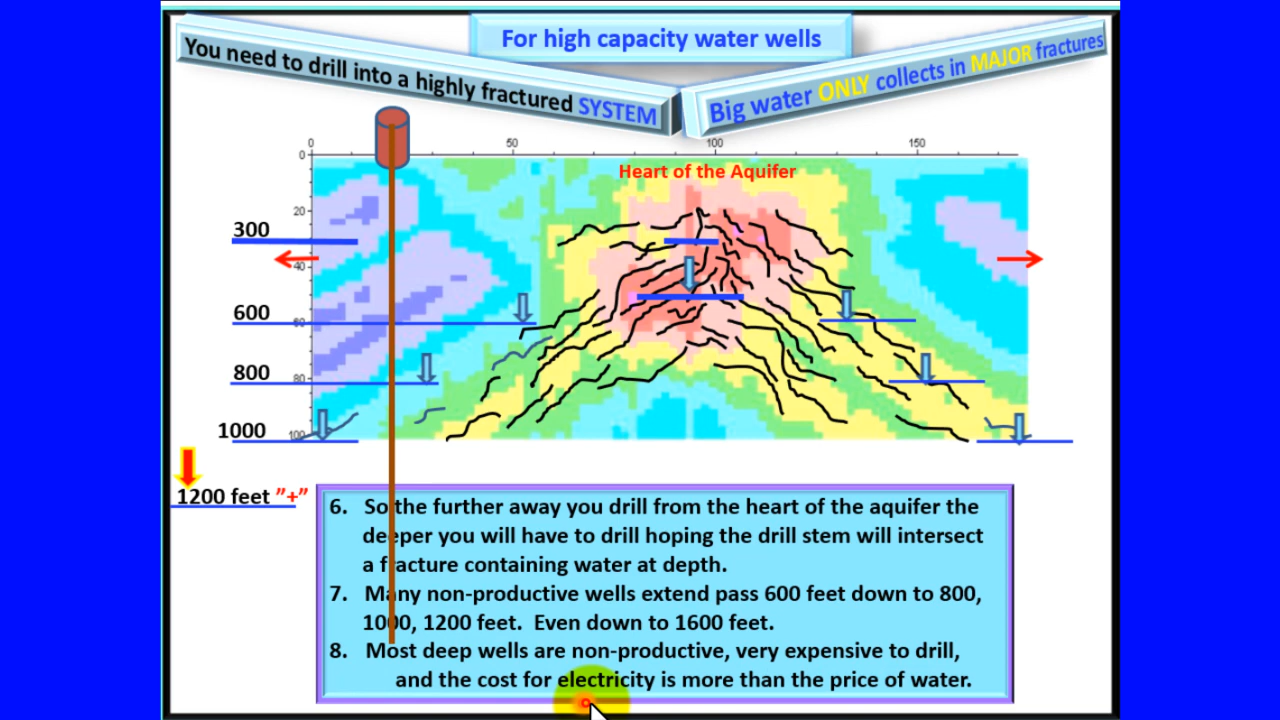 For high capacity water wells
You need to drill into a highly fractured SYSTEM
Big water ONLY collects in MAJOR fractures
0 50 100 150
0
Heart of the Aquifer
20
300
40
600
60
800
80
1000
100
1200 feet "+"
6. So the further away you drill from the heart of the aquifer the
deeper you will have to drill hoping the drill stem will intersect
a fracture containing water at depth.
7. Many non-productive wells extend pass 600 feet down to 800,
1000, 1200 feet. Even down to 1600 feet.
8. Most deep wells are non-productive, very expensive to drill,
and the cost for electricity is more than the price of water.